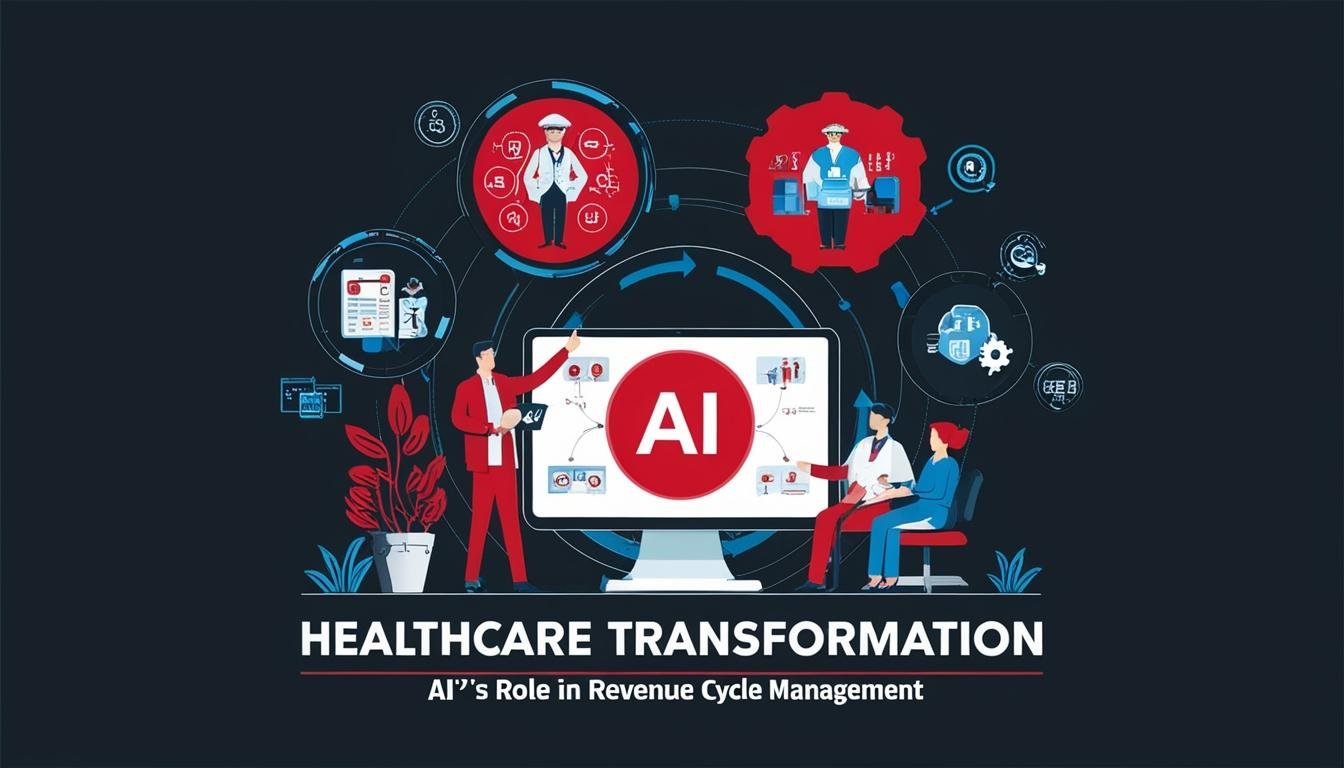 AI
HEALTHCARE TRANSFORMATION
AI’’'s Role in Revenue Cycle Management